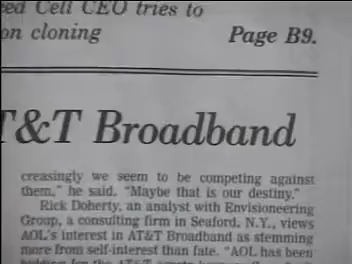 eed Cell CEO tries to
on cloning
Page B9.
T&T Broadband
creasingly we seem to be competing against
them," he said. "Maybe that is our destiny."
Rick Doherty, an analyst with Envisioneering
Group, a consulting firm in Seaford, N.Y., views
AOL's interest in AT&T Broadband as stemming
more from self-interest than fate. "AOL has been